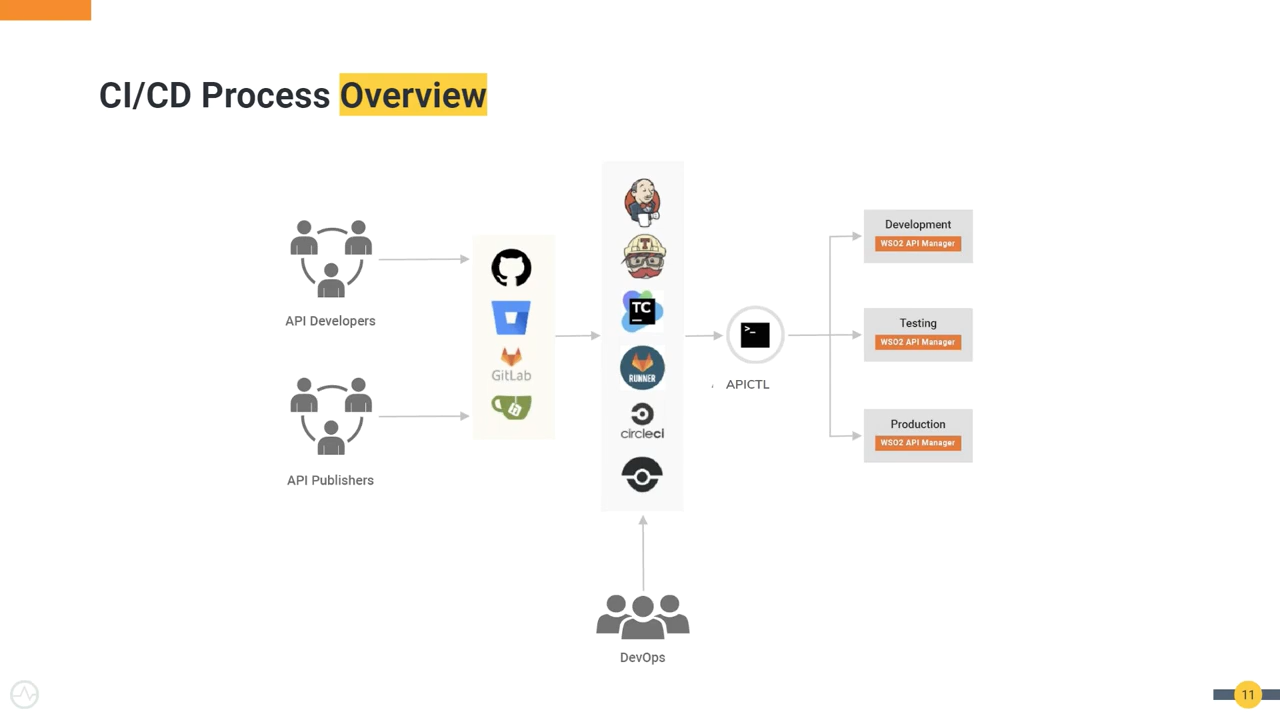 CI/CD Process Overview
API Developers
API Publishers
GitLab
T
TC
RUNNER
circleci
>_
APICTL
Development
WSO2 API Manager
Testing
WSO2 API Manager
Production
WSO2 API Manager
DevOps
11